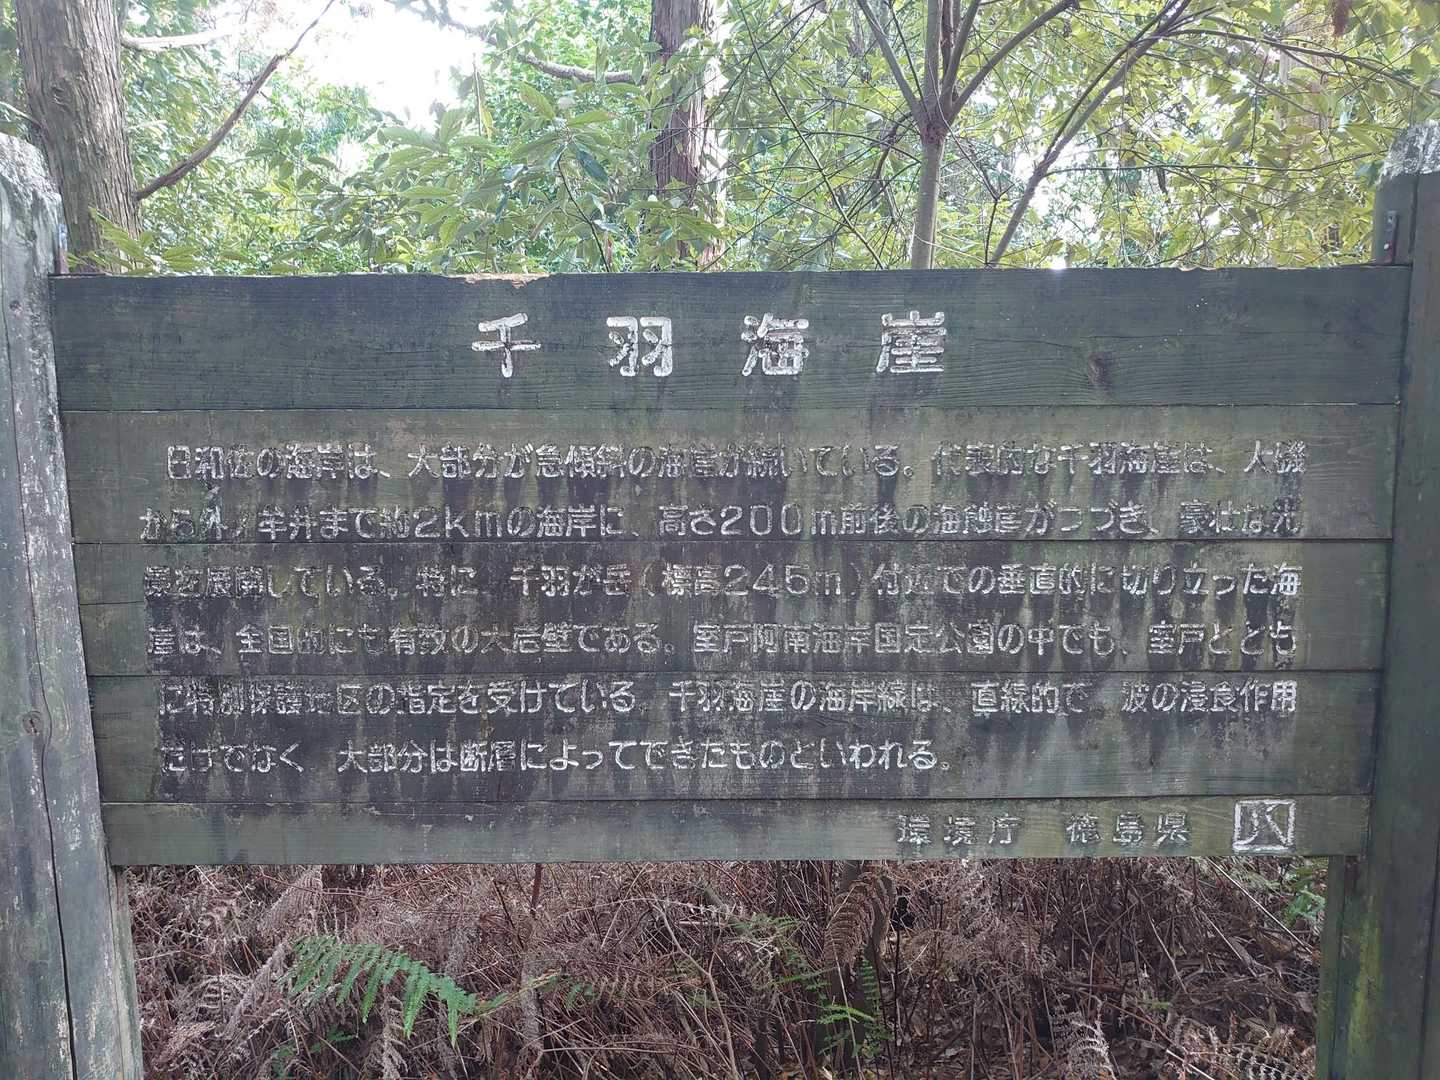 千羽海崖
日和佐の海岸は、大部分が急傾斜の海崖が続いている。代表的な千羽海崖は、大磯
から外ノ牟井まで約2kmの海岸に、高さ200m前後の海蝕崖がつづき、豪壮な光
景を展開している。特に 千羽が岳(標高245m)付近での垂直的に切り立った海
崖は、全国的にも有数の大岩壁である。室戸阿南海岸国定公園の中でも、室戸ととも
に特別保護地区の指定を受けている。千羽海崖の海岸線は、直線的で 波の浸食作用
だけでなく 大部分は断層によってできたものといわれる。
環境庁 徳島県